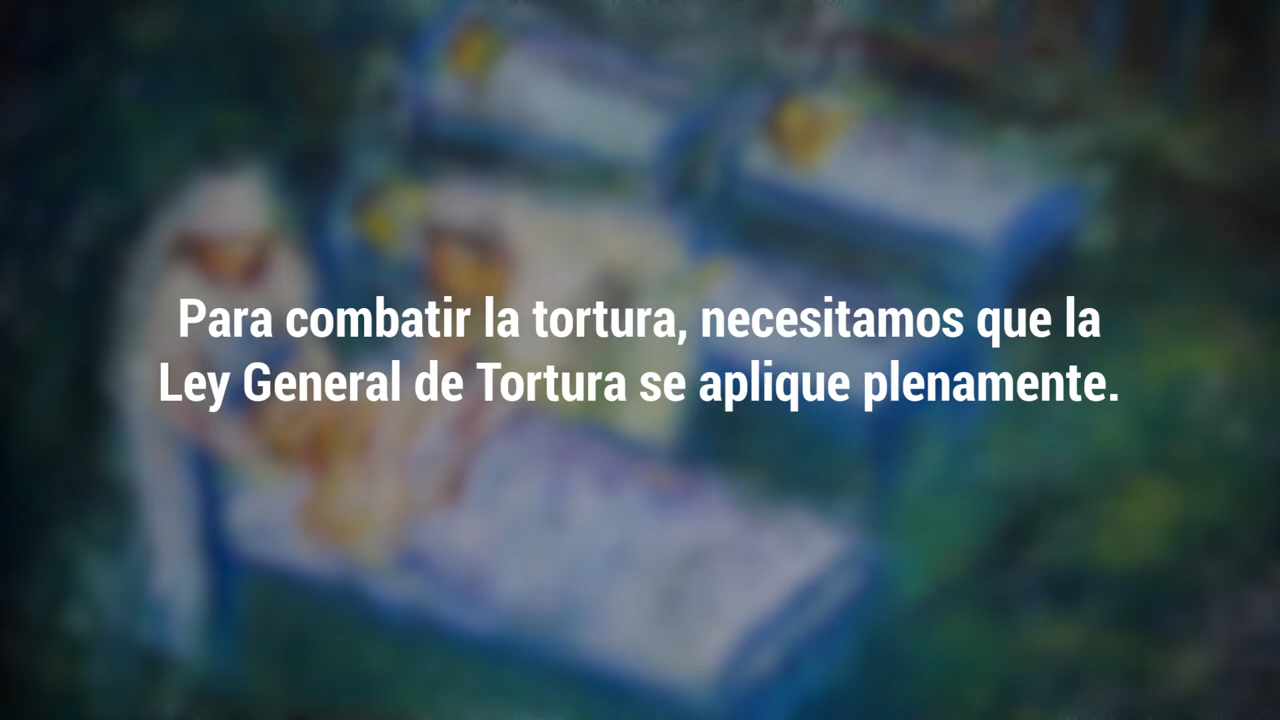 Para combatir la tortura, necesitamos que la
Ley General de Tortura se aplique plenamente.